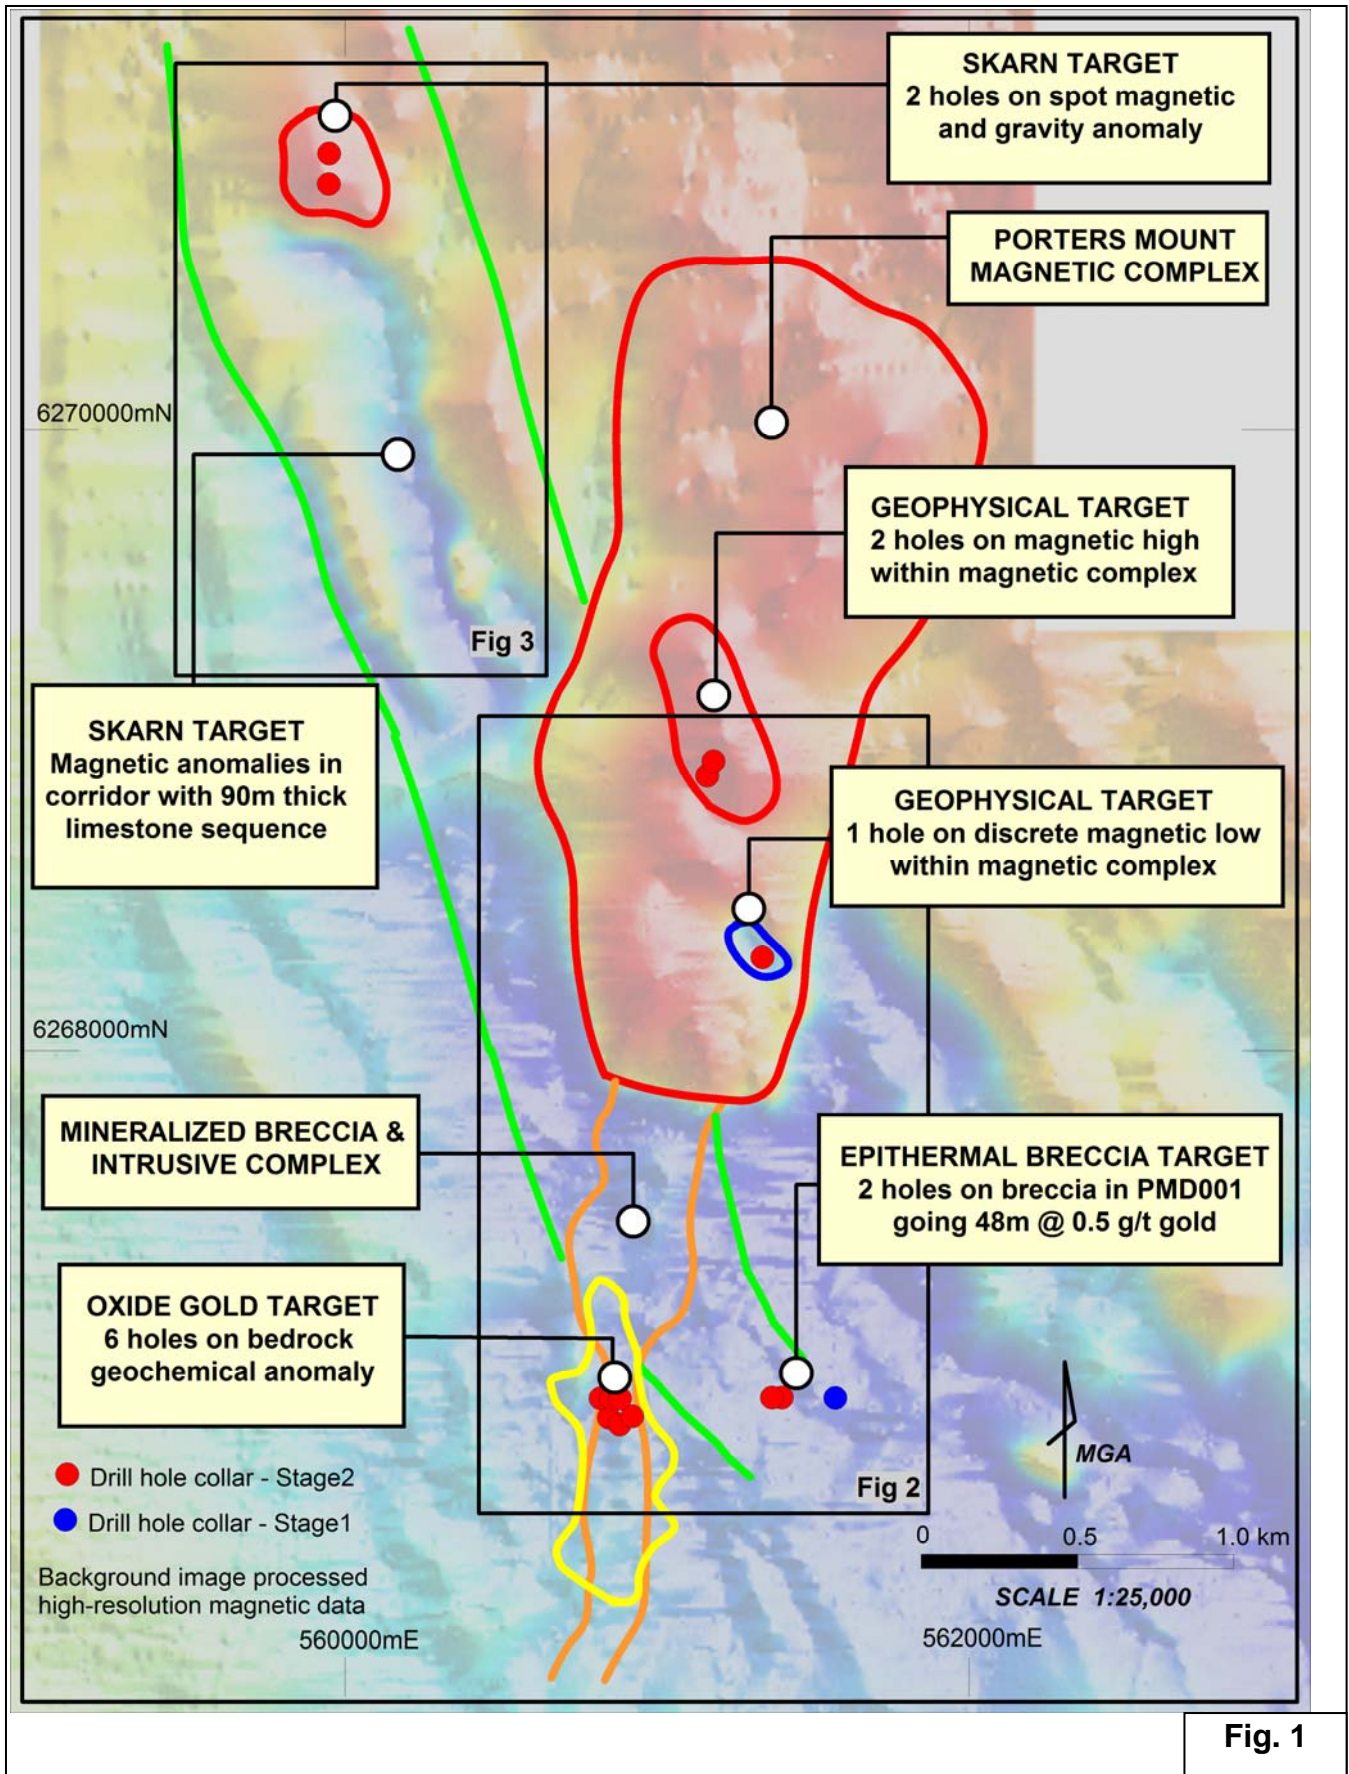 SKARN TARGET
2 holes on spot magnetic
and gravity anomaly
PORTERS MOUNT
MAGNETIC COMPLEX
6270000mN
GEOPHYSICAL TARGET
2 holes on magnetic high
within magnetic complex
Fig 3
SKARN TARGET
Magnetic anomalies in
corridor with 90m thick
limestone sequence
GEOPHYSICAL TARGET
1 hole on discrete magnetic low
within magnetic complex
6268000mN
MINERALIZED BRECCIA &
INTRUSIVE COMPLEX
EPITHERMAL BRECCIA TARGET
2 holes on breccia in PMD001
going 48m @ 0.5 g/t gold
OXIDE GOLD TARGET
6 holes on bedrock
geochemical anomaly
MGA
Drill hole collar - Stage2
Fig 2
Drill hole collar - Stage1
0 0.5 1.0 km
Background image processed
high-resolution magnetic data
SCALE 1:25,000
560000mE
562000mE
Fig. 1